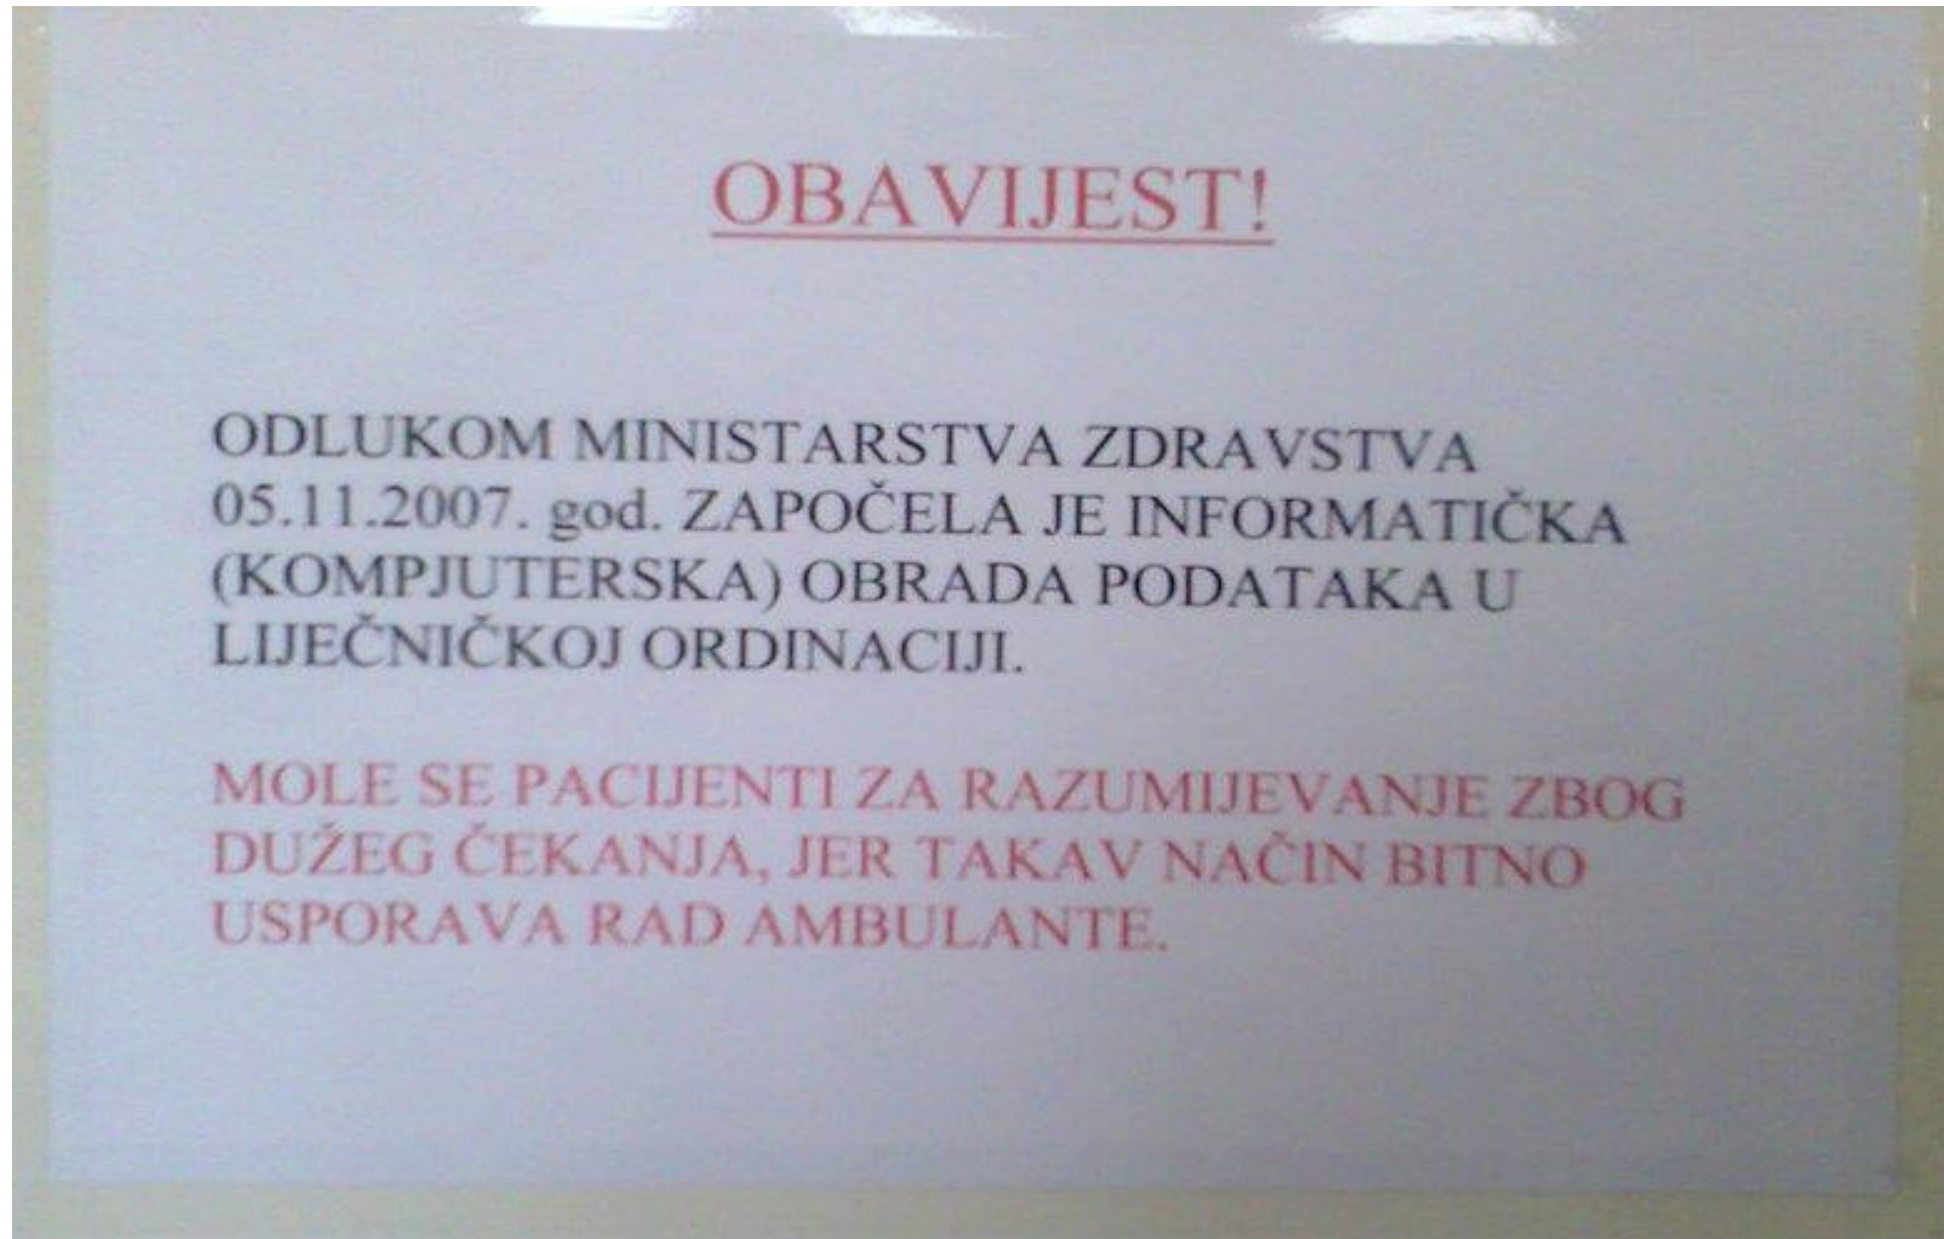 OBAVIJEST!
ODLUKOM MINISTARSTVA ZDRAVSTVA
05.11.2007. god. ZAPOČELA JE INFORMATIČKA
(KOMPJUTERSKA) OBRADA PODATAKA U
LIJEČNIČKOJ ORDINACIJI.
MOLE SE PACIJENTI ZA RAZUMIJEVANJE ZBOG
DUŽEG ČEKANJA, JER TAKAV NAČIN BITNO
USPORAVA RAD AMBULANTE.